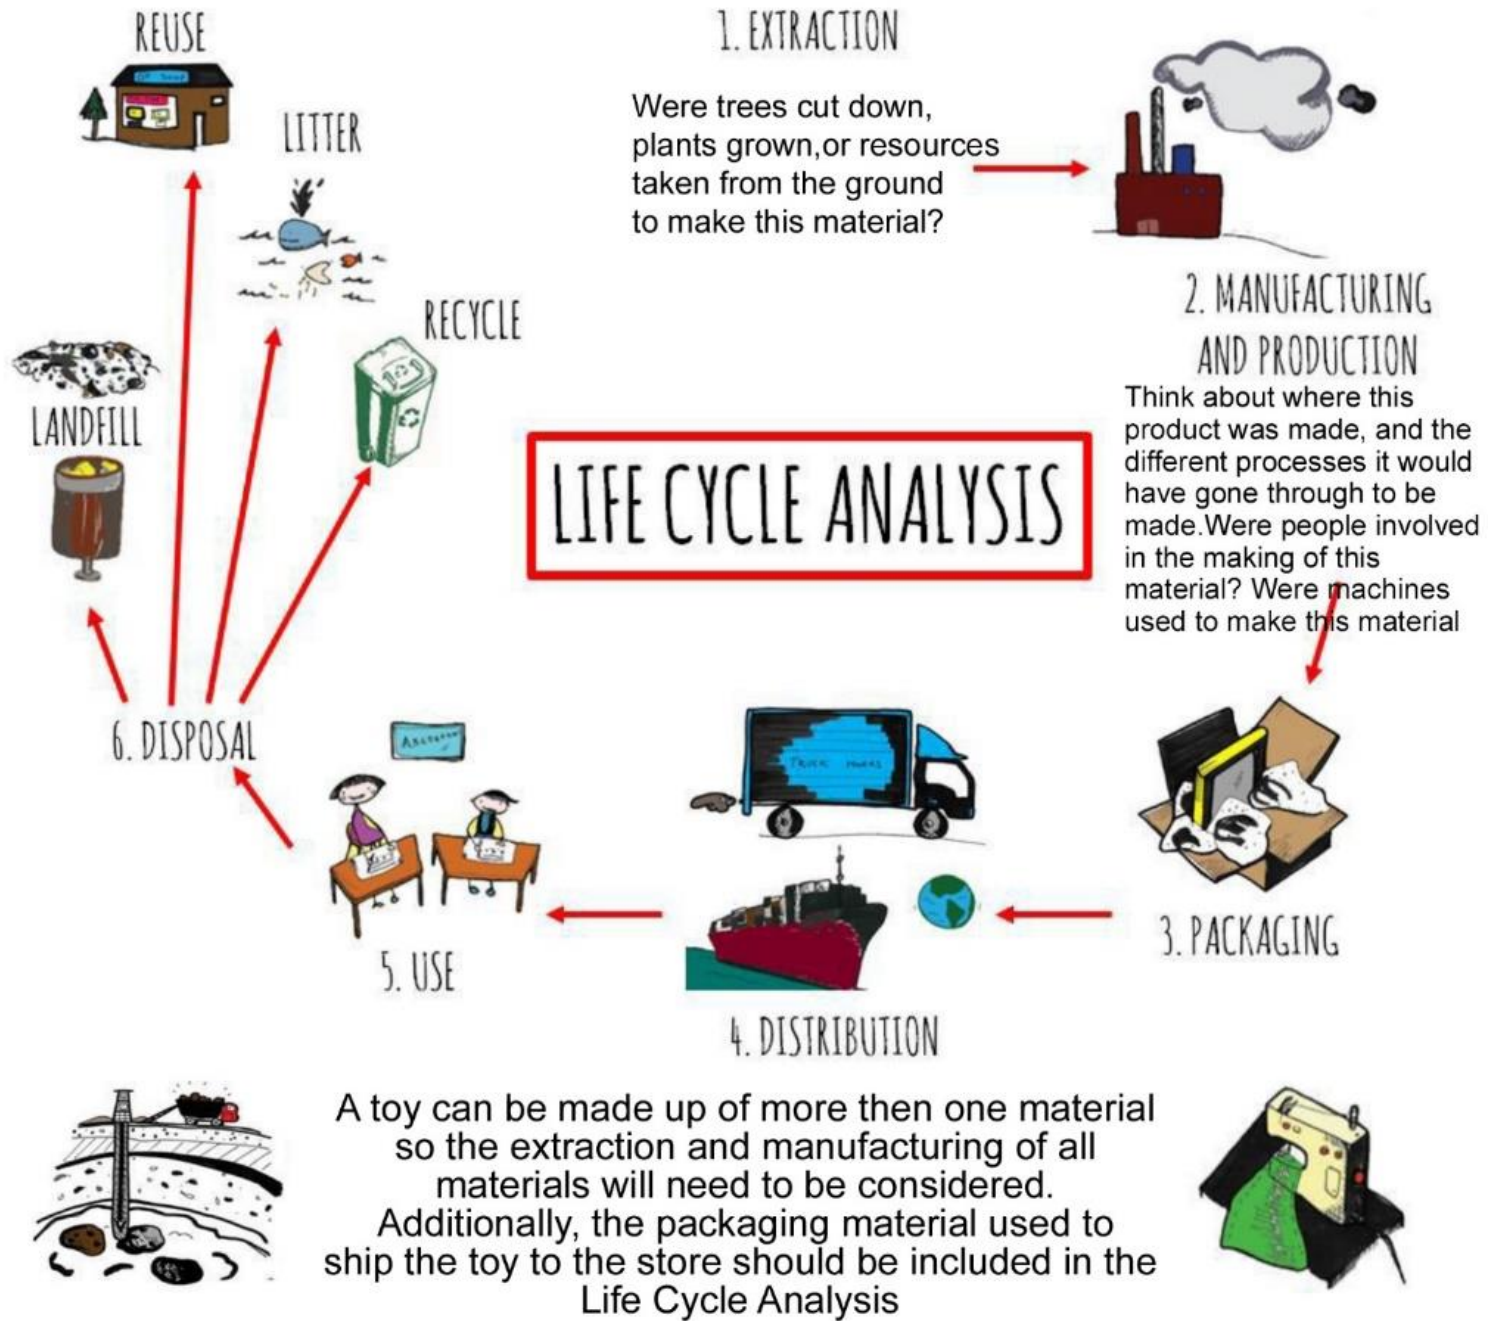 REUSE
LITTER
RECYCLE
LANDFILL
1. EXTRACTION
Were trees cut down,
plants grown,or resources
taken from the ground
to make this material?
2. MANUFACTURING
AND PRODUCTION
Think about where this
product was made, and the
different processes it would
have gone through to be
made.Were people involved
in the making of this
material? Were machines
used to make this material
LIFE CYCLE ANALYSIS
3. PACKAGING
TRUCK
4. DISTRIBUTION
5. USE
6. DISPOSAL
A toy can be made up of more then one material
so the extraction and manufacturing of all
materials will need to be considered.
Additionally, the packaging material used to
ship the toy to the store should be included in the
Life Cycle Analysis